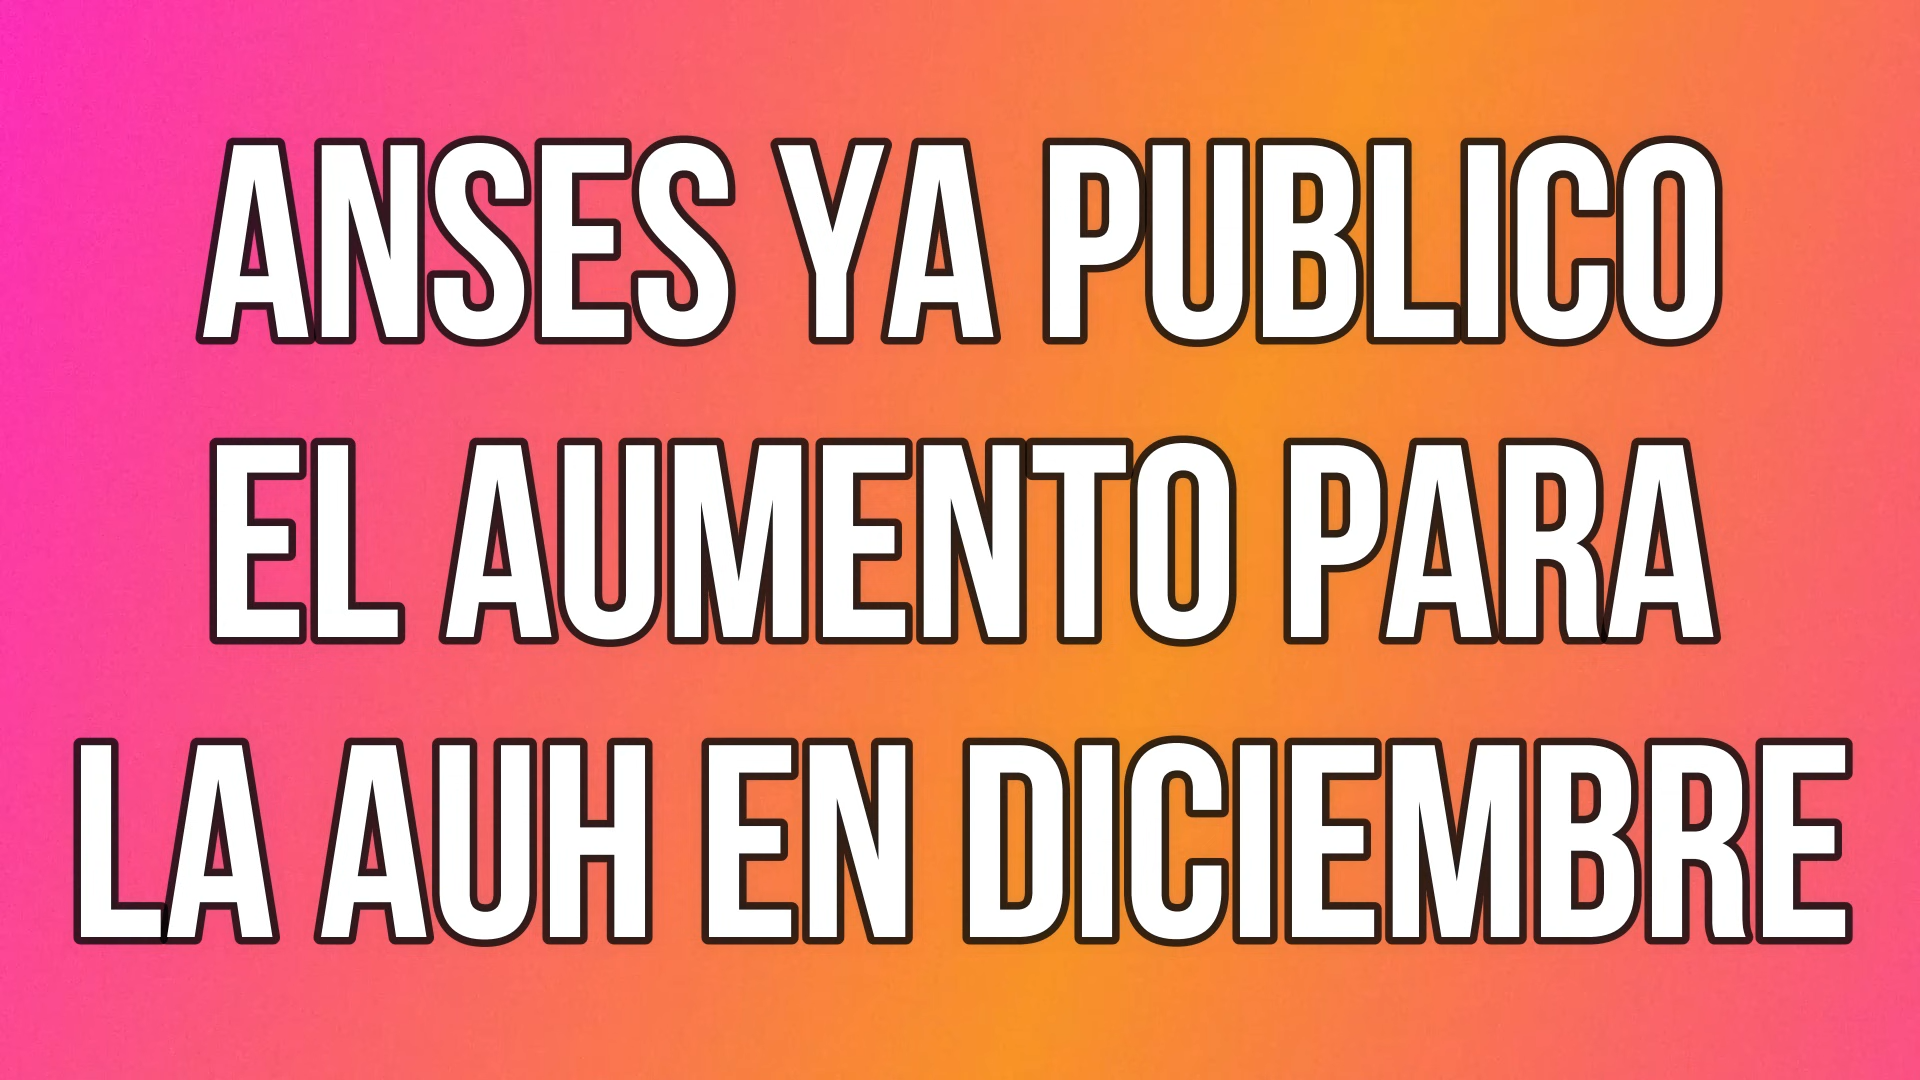 ANSES YA PUBLICO
EL AUMENTO PARA
LA AUH EN DICIEMBRE